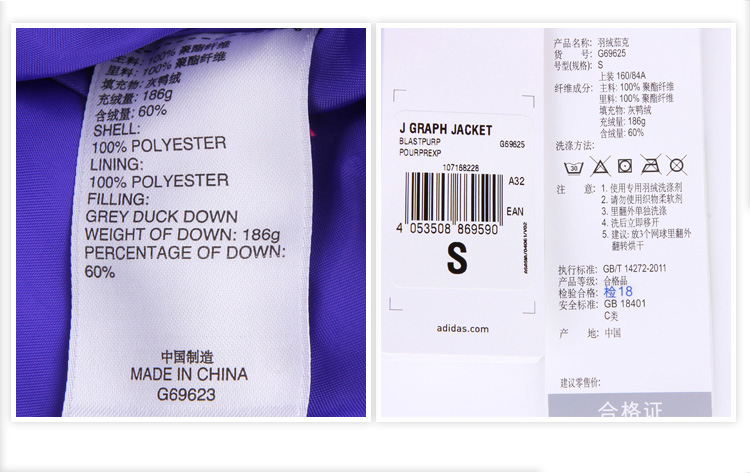 面料: 100% 聚酯纤维
里料: 100% 聚酯纤维
填充物: 灰鸭绒
充绒量: 186g
含绒量: 60%
SHELL:
100% POLYESTER
LINING:
100% POLYESTER
FILLING:
GREY DUCK DOWN
WEIGHT OF DOWN: 186g
PERCENTAGE OF DOWN:
60%
中国制造
MADE IN CHINA
G69623
J GRAPH JACKET
BLASTPURP G69625
POURPREXP
107168228
A32
EAN
4 053508 869590
S
adidas.com
产品名称: 羽绒茄克
货 号: G69625
号型(规格): S
上装 160/84A
纤维成分: 主料: 100% 聚酯纤维
里料: 100% 聚酯纤维
填充物: 灰鸭绒
充绒量: 186g
含绒量: 60%
洗涤方法:
30
注 意: 1. 使用专用羽绒洗涤剂
2. 请勿使用织物柔软剂
3. 里翻外单独洗涤
4. 洗后立即移开
5. 建议: 放3个网球里翻外
翻转烘干
执行标准: GB/T 14272-2011
产品等级: 合格品
检验合格: 检18
安全标准: GB 18401
C类
产 地: 中国
建议零售价:
合格证